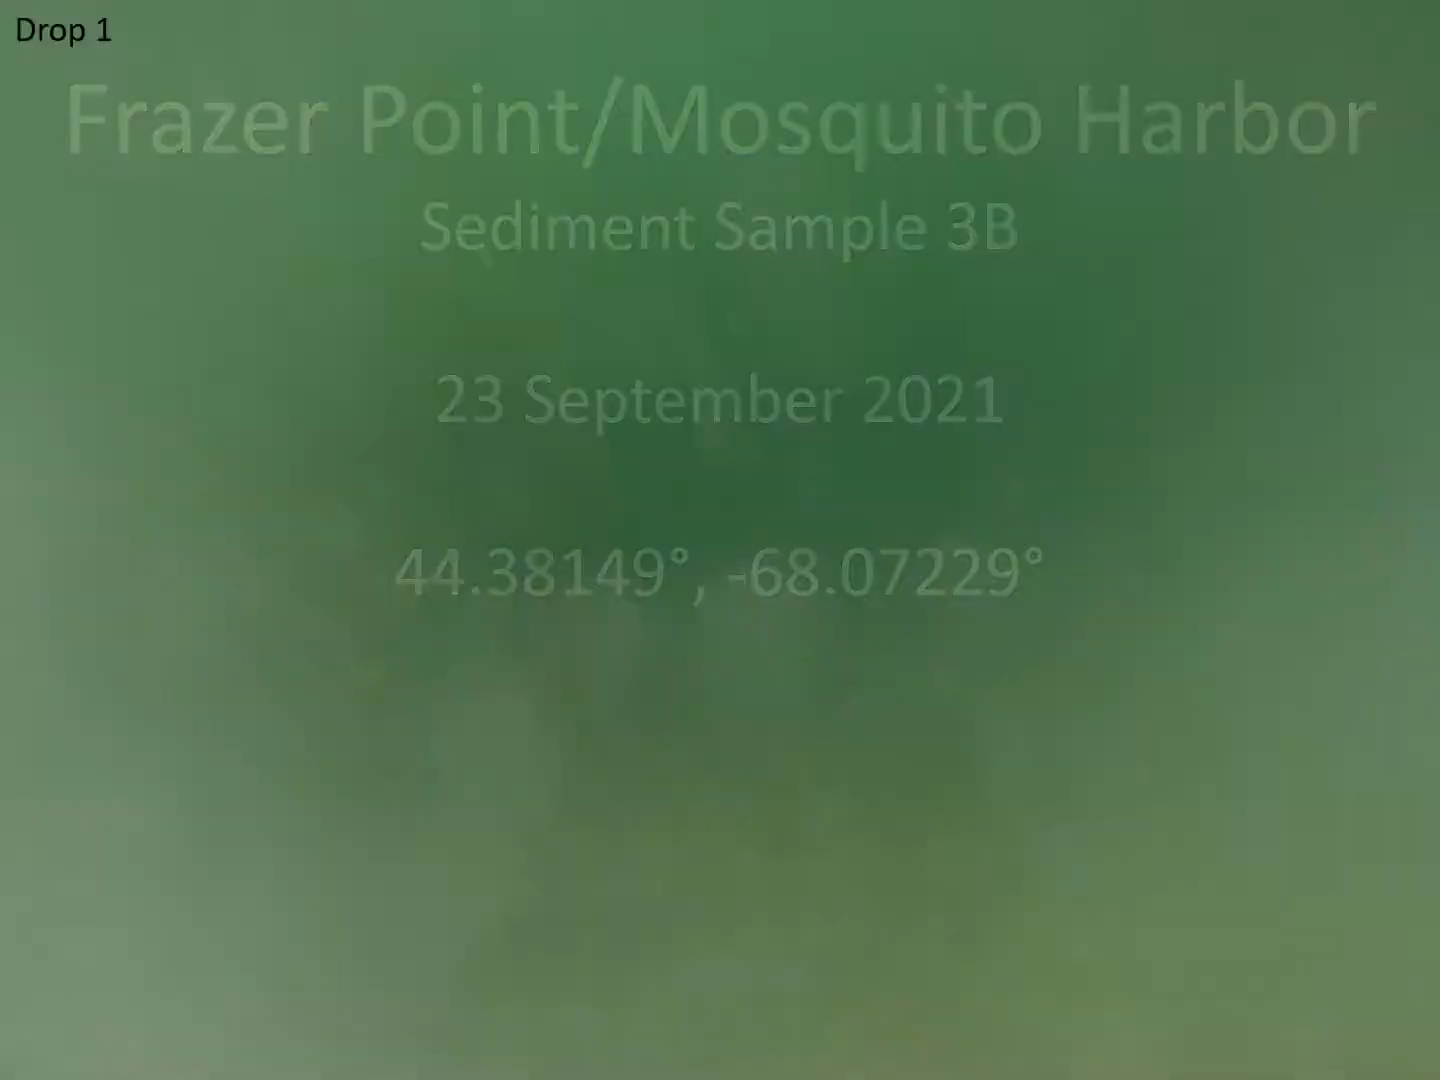 Drop 1
Frazer Point/Mosquito Harbor
Sediment Sample 3B
23 September 2021
44.38149°, -68.07229°